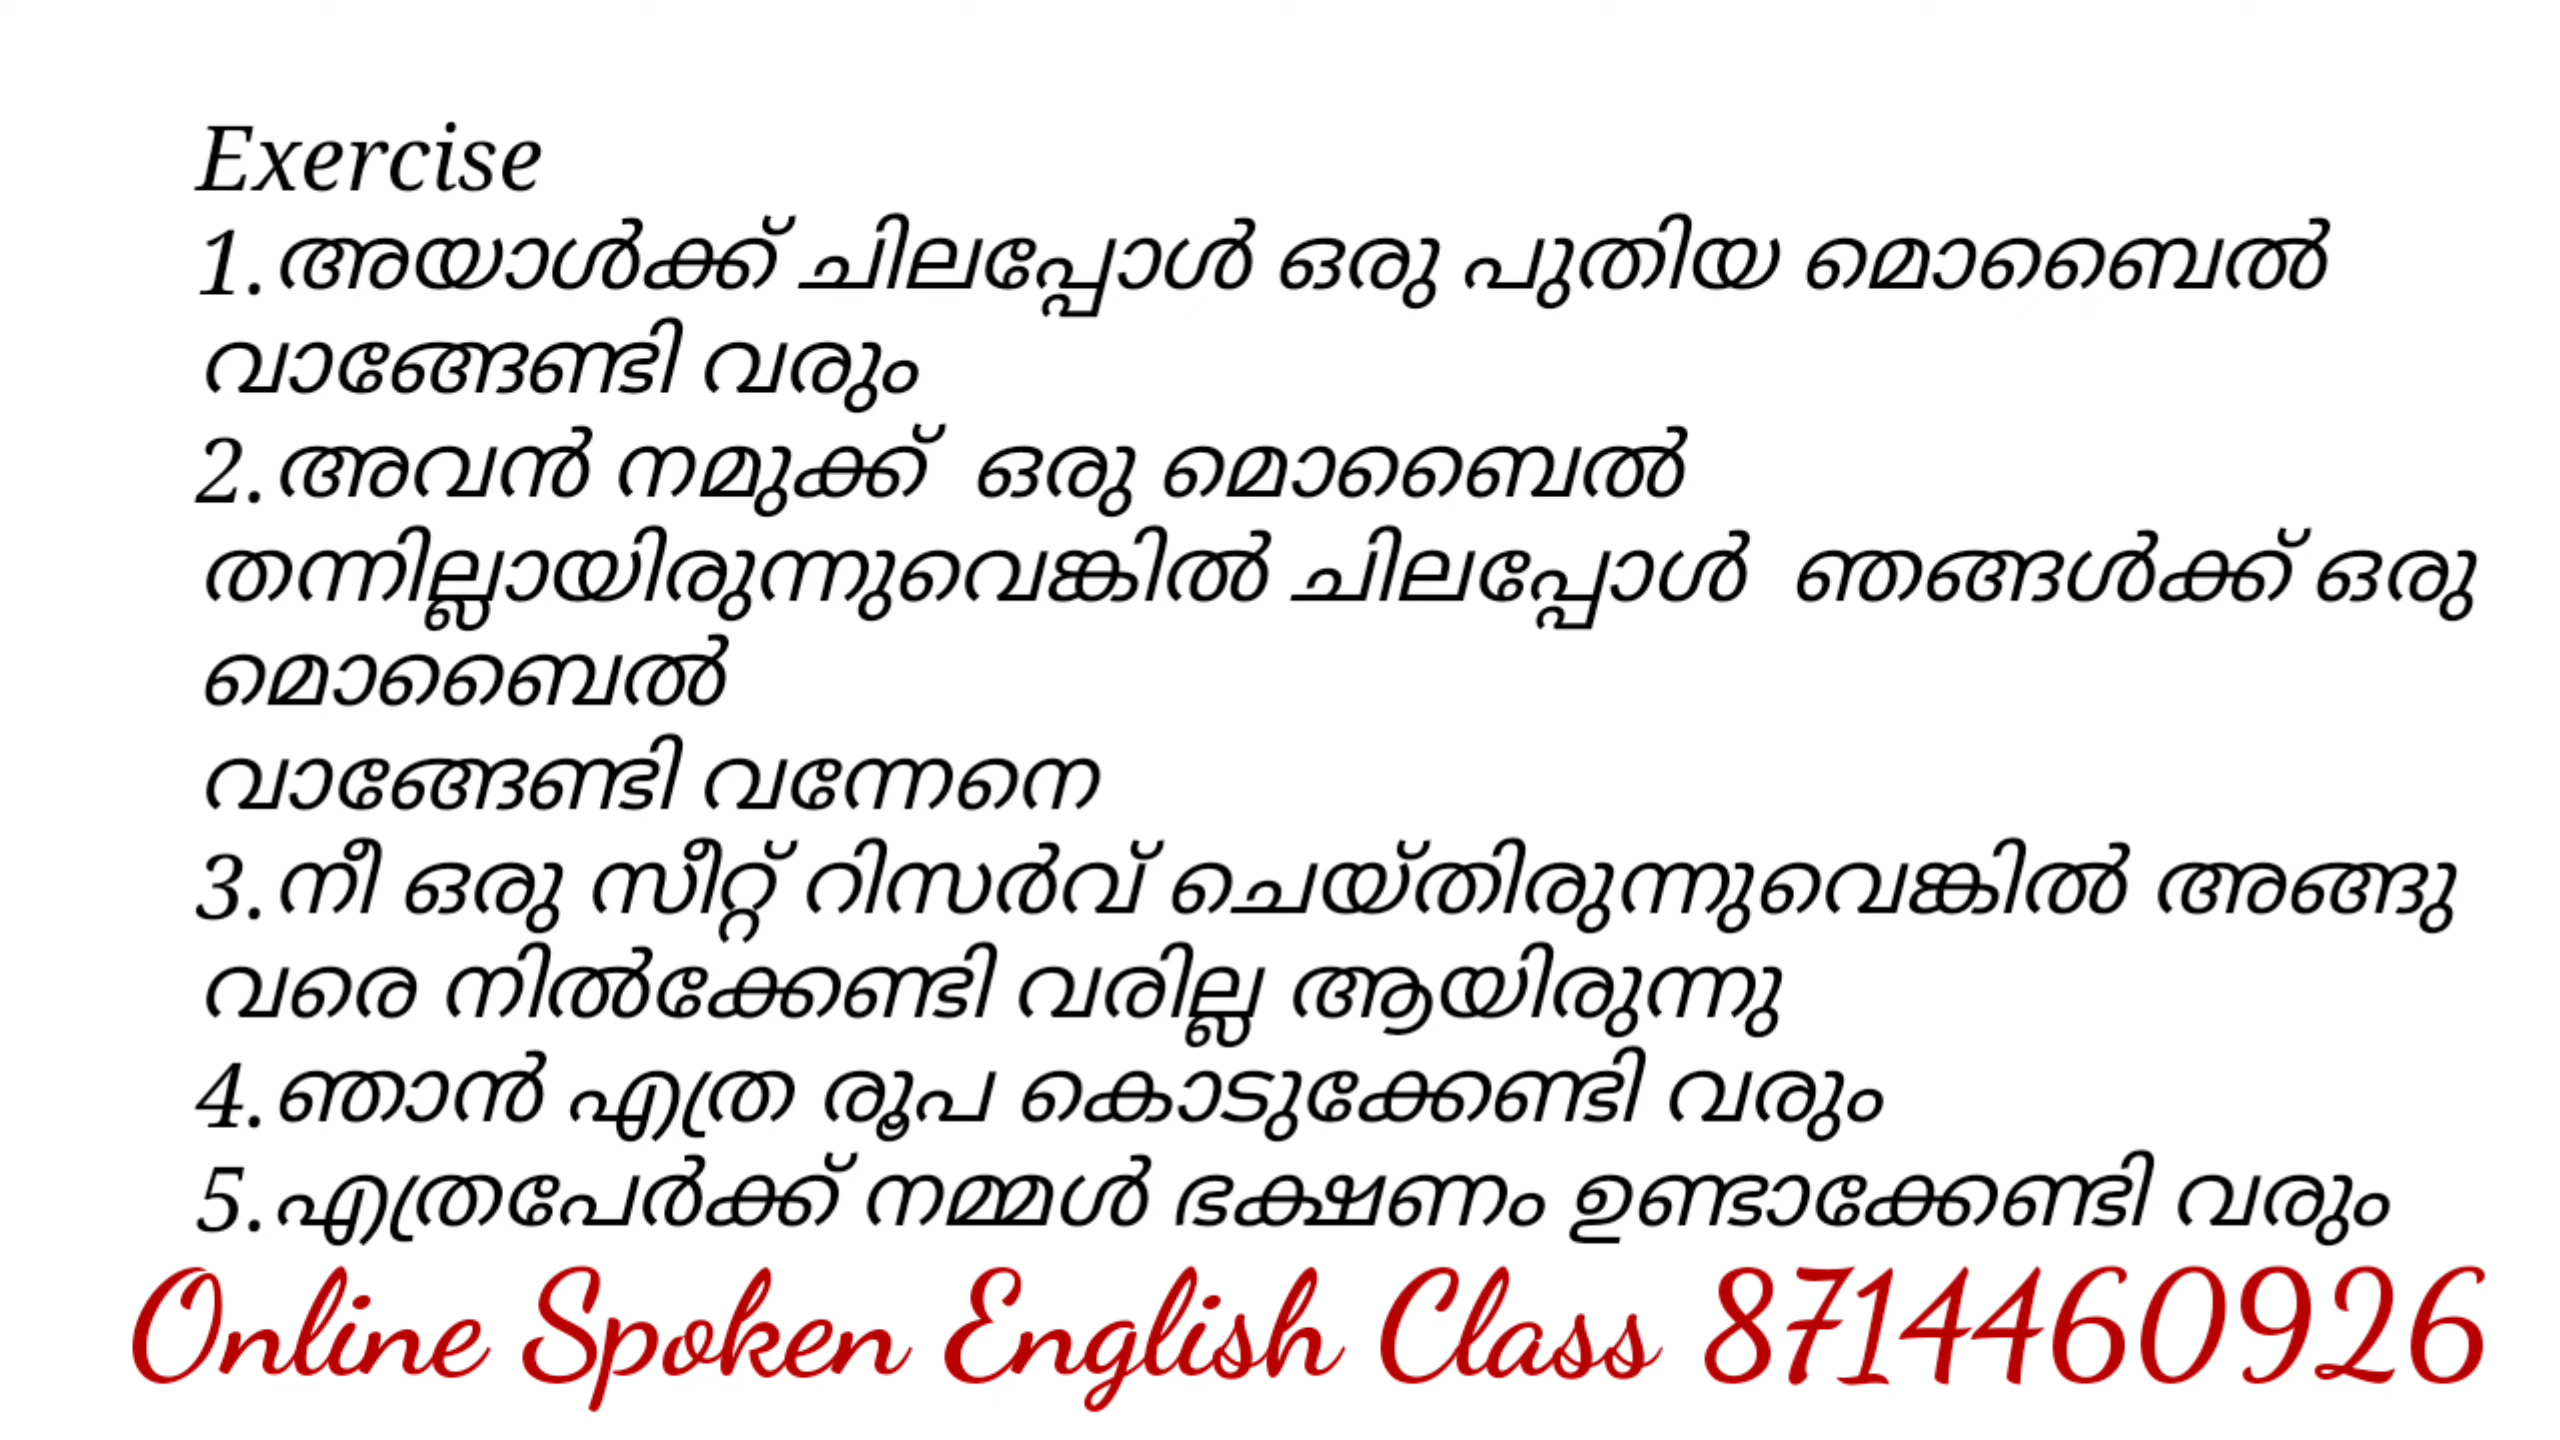 Exercise
1.അയാൾക്ക് ചിലപ്പോൾ ഒരു പുതിയ മൊബൈൽ
വാങ്ങേണ്ടി വരും
2.അവൻ നമുക്ക്  ഒരു മൊബൈൽ
തന്നില്ലായിരുന്നുവെങ്കിൽ ചിലപ്പോൾ  ഞങ്ങൾക്ക് ഒരു
മൊബൈൽ
വാങ്ങേണ്ടി വന്നേനെ
3.നീ ഒരു സീറ്റ് റിസർവ് ചെയ്തിരുന്നുവെങ്കിൽ അങ്ങു
വരെ നിൽക്കേണ്ടി വരില്ല ആയിരുന്നു
4.ഞാൻ എത്ര രൂപ കൊടുക്കേണ്ടി വരും
5.എത്രപേർക്ക് നമ്മൾ ഭക്ഷണം ഉണ്ടാക്കേണ്ടി വരും
Online Spoken English Class 8714460926